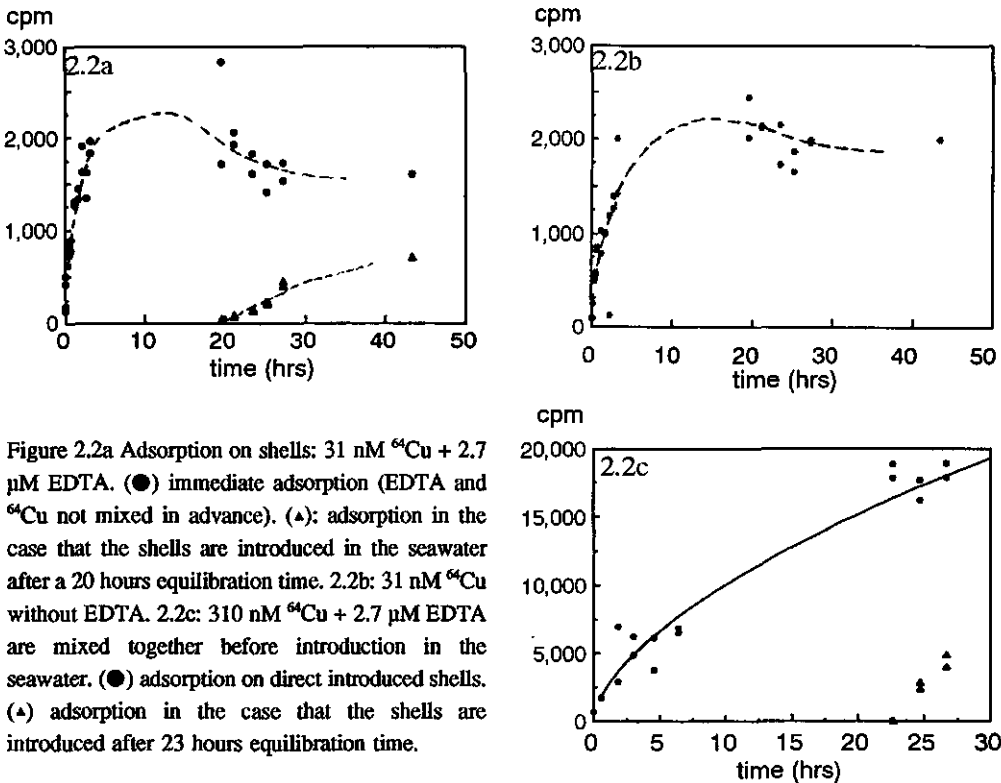 cpm
3,000
2.2a
2,000
1,000
0
0 10 20 30 40 50
time (hrs)
cpm
3,000
2.2b
2,000
1,000
0
0 10 20 30 40 50
time (hrs)
Figure 2.2a Adsorption on shells: 31 nM ⁶⁴Cu + 2.7
µM EDTA. (●) immediate adsorption (EDTA and
⁶⁴Cu not mixed in advance). (▲): adsorption in the
case that the shells are introduced in the seawater
after a 20 hours equilibration time. 2.2b: 31 nM ⁶⁴Cu
without EDTA. 2.2c: 310 nM ⁶⁴Cu + 2.7 µM EDTA
are mixed together before introduction in the
seawater. (●) adsorption on direct introduced shells.
(▲) adsorption in the case that the shells are
introduced after 23 hours equilibration time.
cpm
20,000
2.2c
15,000
10,000
5,000
0
0 5 10 15 20 25 30
time (hrs)